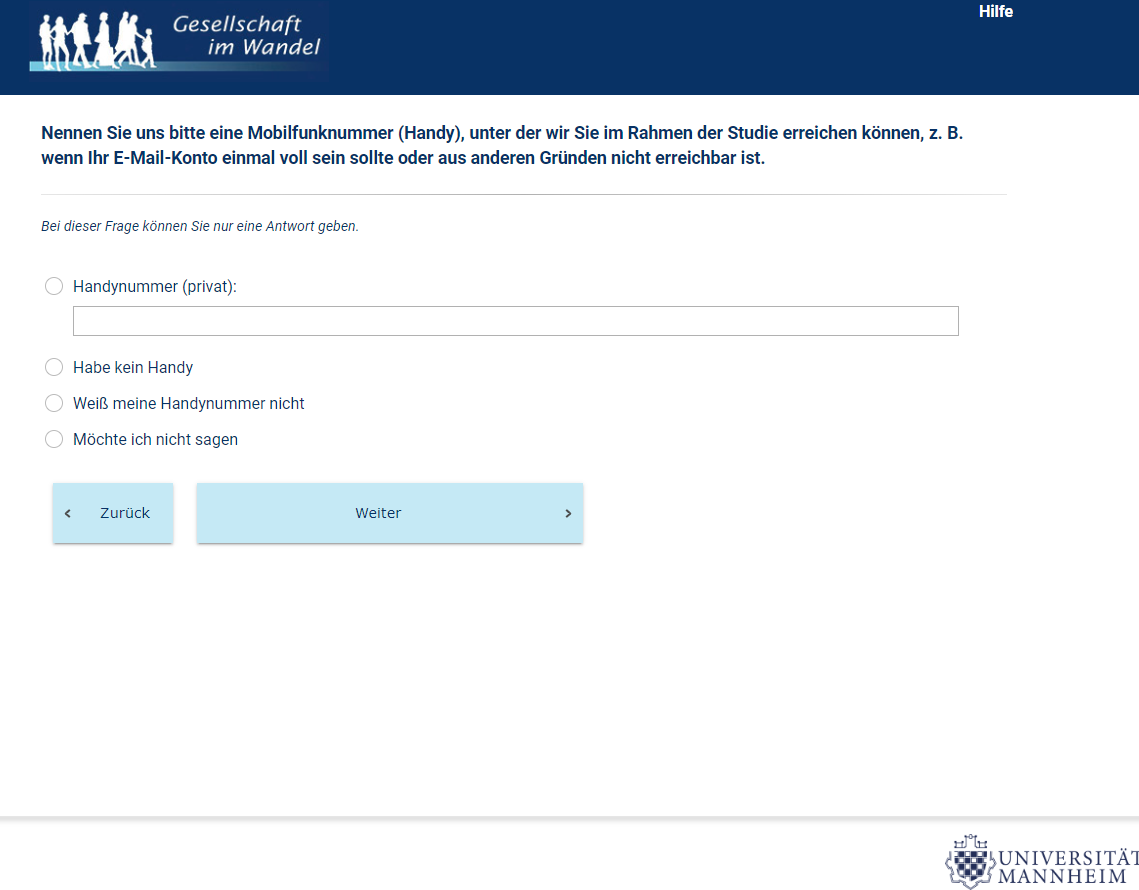 Gesellschaft
im Wandel
Hilfe
Nennen Sie uns bitte eine Mobilfunknummer (Handy), unter der wir Sie im Rahmen der Studie erreichen können, z. B.
wenn Ihr E-Mail-Konto einmal voll sein sollte oder aus anderen Gründen nicht erreichbar ist.
Bei dieser Frage können Sie nur eine Antwort geben.
Handynummer (privat):
Habe kein Handy
Weiß meine Handynummer nicht
Möchte ich nicht sagen
Zurück
Weiter
UNIVERSITÄT
MANNHEIM